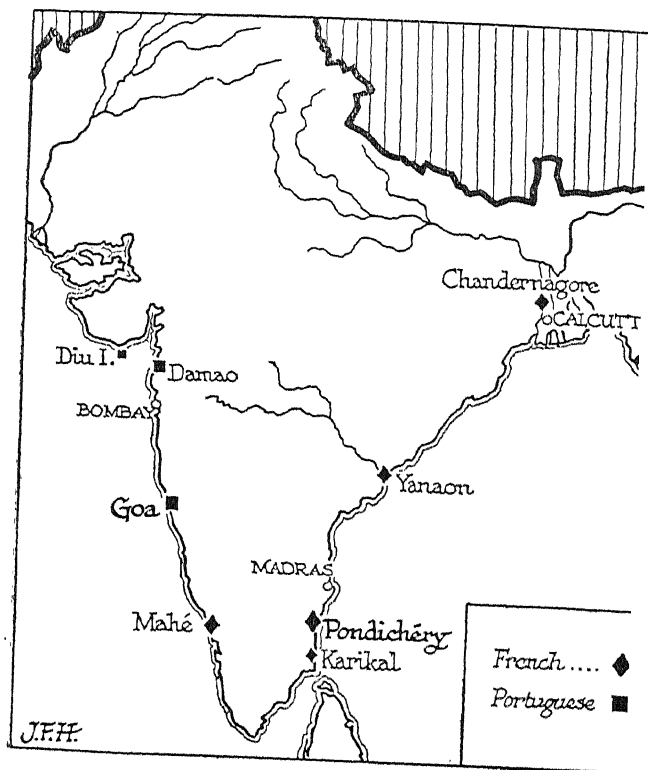 Chandernagore
CALCUTT
Diu I.
Damao
BOMBAY
Yanaon
Goa
MADRAS
Mahé
Pondichéry
Karikal
French ....
Portuguese
J.F.H.